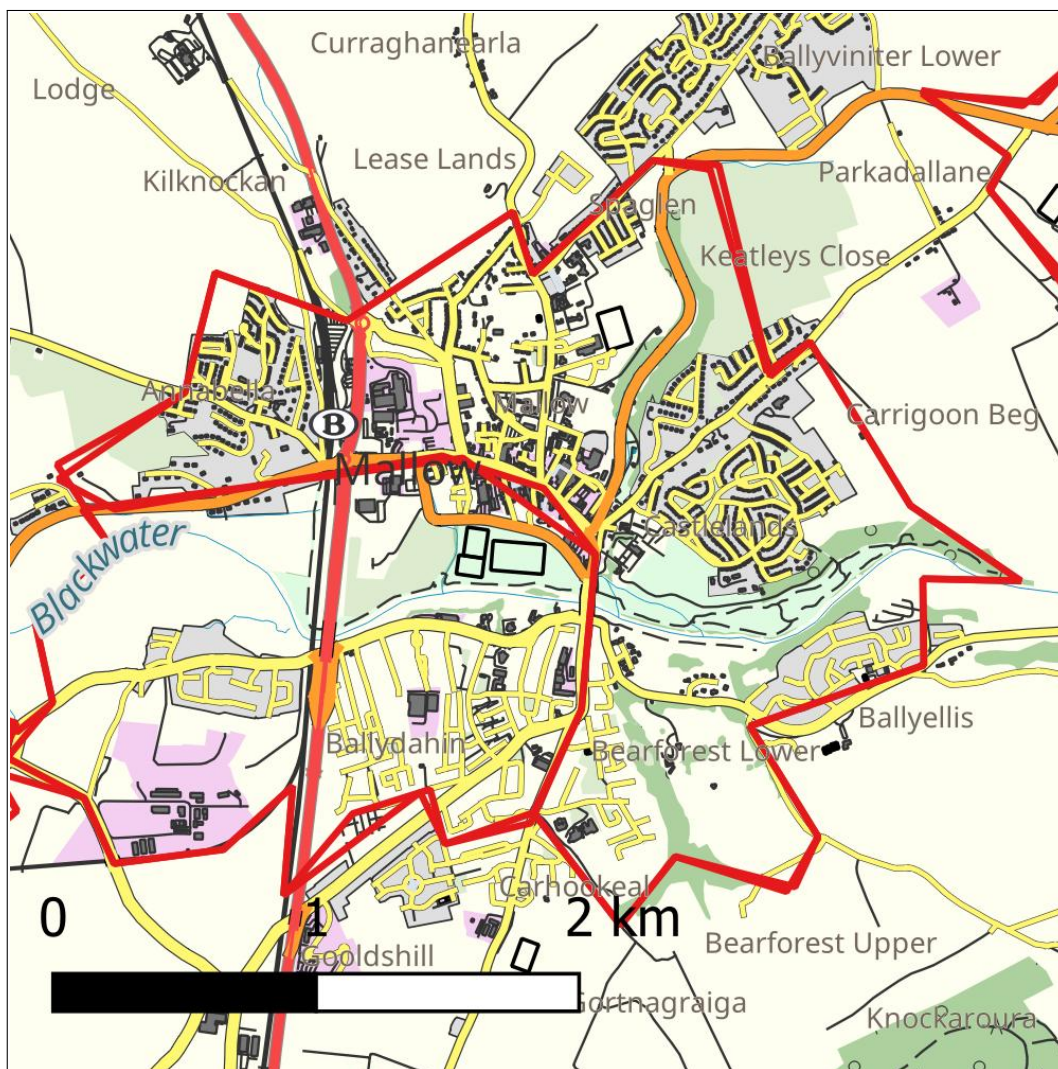 Curraghanearla
Ballyviniter Lower
Lodge
Lease Lands
Kilknockan
Parkadallane
Spaglen
Keatleys Close
Annabella
Mallow
Carrigoon Beg
B
Mallow
Castlelands
Blackwater
Ballyellis
Ballydahin
Bearforest Lower
Carhookeal
0 1 2 km
Bearforest Upper
Gooldshill
Gortnagraiga
Knockaroura